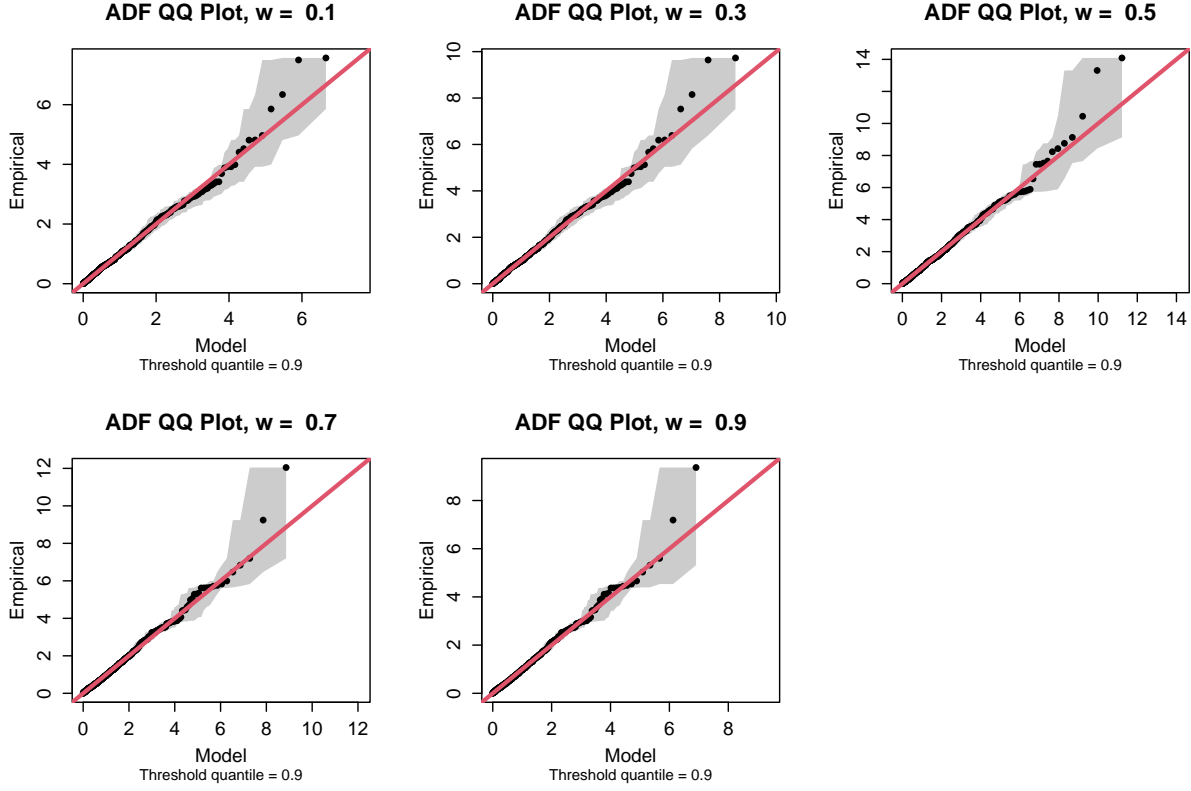 ADF QQ Plot, w = 0.1
Empirical
0 2 4 6
0 2 4 6
Model
Threshold quantile = 0.9
ADF QQ Plot, w = 0.3
Empirical
0 2 4 6 8 10
0 2 4 6 8 10
Model
Threshold quantile = 0.9
ADF QQ Plot, w = 0.5
Empirical
0 2 4 6 8 10 14
0 2 4 6 8 10 12 14
Model
Threshold quantile = 0.9
ADF QQ Plot, w = 0.7
Empirical
0 2 4 6 8 10 12
0 2 4 6 8 10 12
Model
Threshold quantile = 0.9
ADF QQ Plot, w = 0.9
Empirical
0 2 4 6 8
0 2 4 6 8
Model
Threshold quantile = 0.9